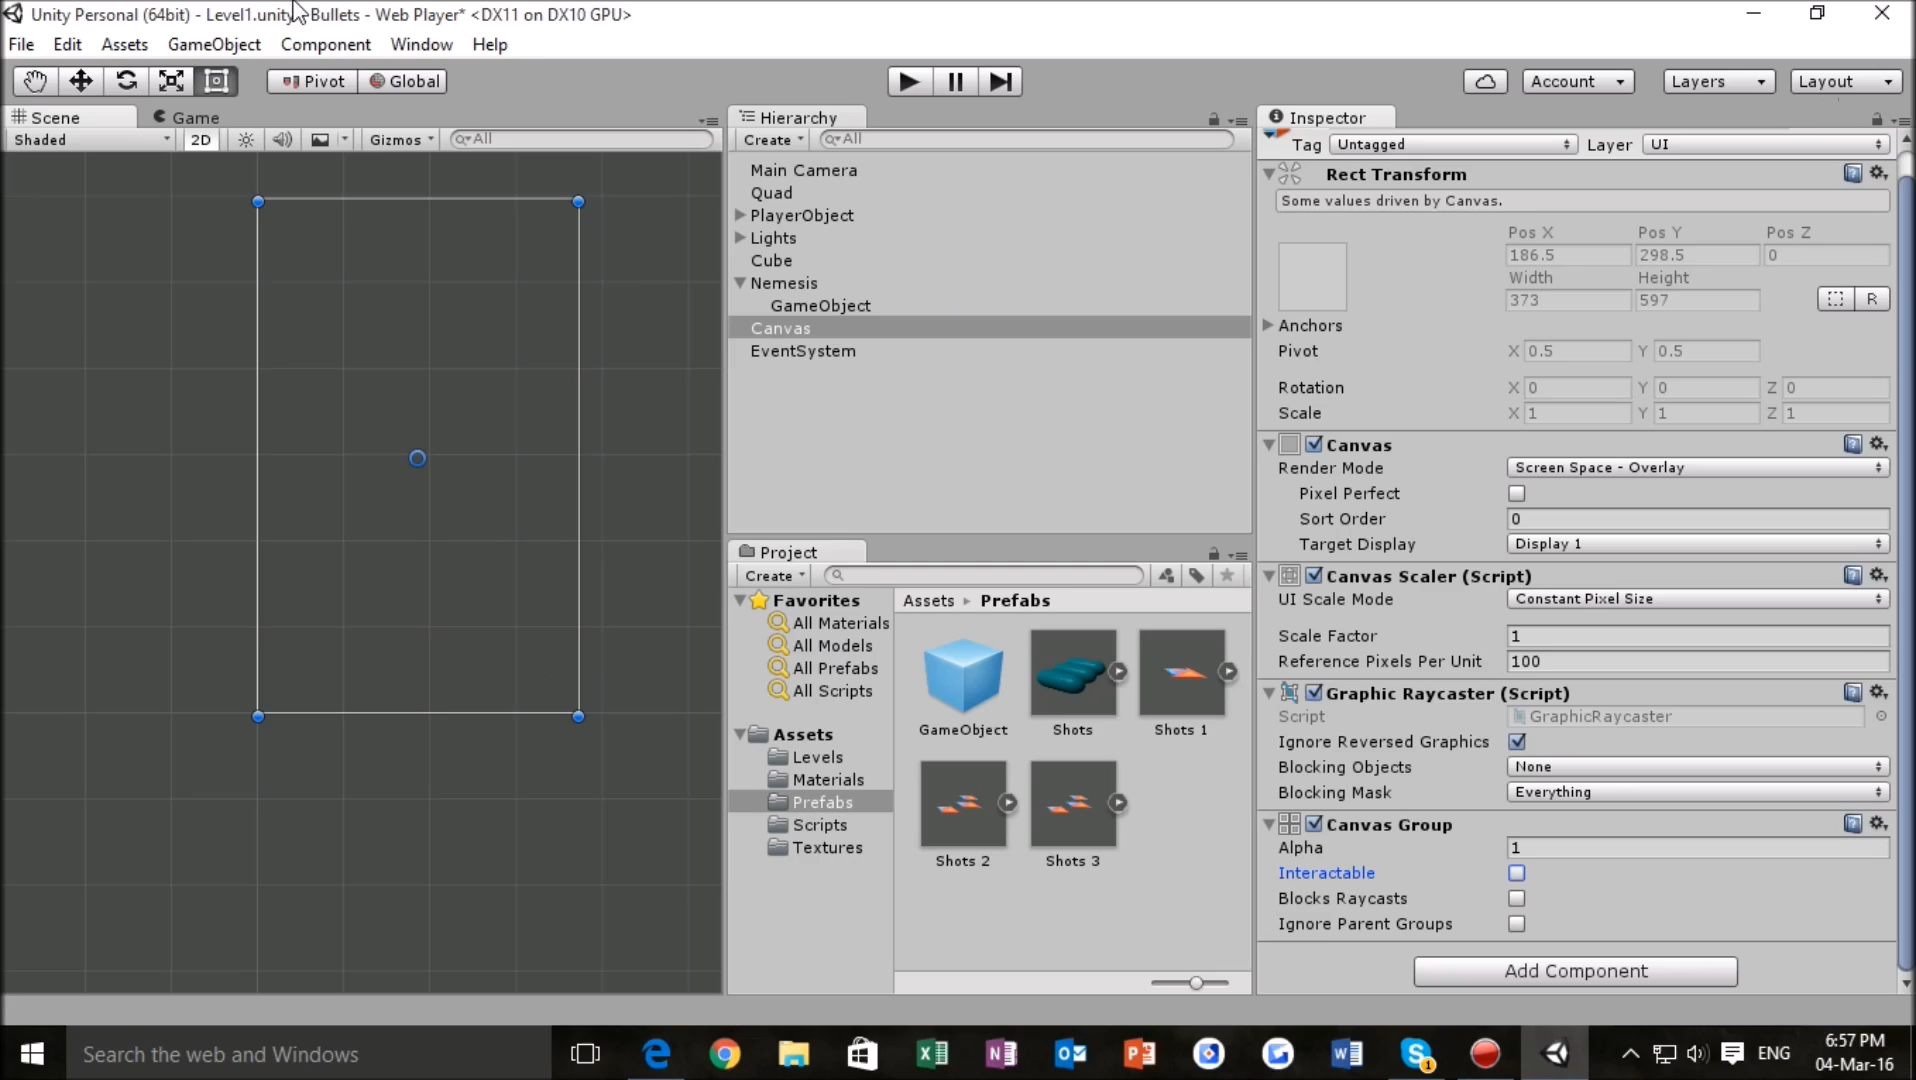 Unity Personal (64bit) - Level1.unity - Bullets - Web Player* <DX11 on DX10 GPU>
File Edit Assets GameObject Component Window Help
Pivot Global Account Layers Layout
Scene Game
Shaded 2D Gizmos All
Hierarchy
Create All
Main Camera
Quad
PlayerObject
Lights
Cube
Nemesis
GameObject
Canvas
EventSystem
Project
Create
Favorites
All Materials
All Models
All Prefabs
All Scripts
Assets
Levels
Materials
Prefabs
Scripts
Textures
Assets Prefabs
GameObject Shots Shots 1
Shots 2 Shots 3
Inspector
Tag Untagged Layer UI
Rect Transform
Some values driven by Canvas.
Pos X Pos Y Pos Z
186.5 298.5 0
Width Height
373 597 R
Anchors
Pivot X 0.5 Y 0.5
Rotation X 0 Y 0 Z 0
Scale X 1 Y 1 Z 1
Canvas
Render Mode Screen Space - Overlay
Pixel Perfect
Sort Order 0
Target Display Display 1
Canvas Scaler (Script)
UI Scale Mode Constant Pixel Size
Scale Factor 1
Reference Pixels Per Unit 100
Graphic Raycaster (Script)
Script GraphicRaycaster
Ignore Reversed Graphics
Blocking Objects None
Blocking Mask Everything
Canvas Group
Alpha 1
Interactable
Blocks Raycasts
Ignore Parent Groups
Add Component
Search the web and Windows
1
ENG
6:57 PM
04-Mar-16